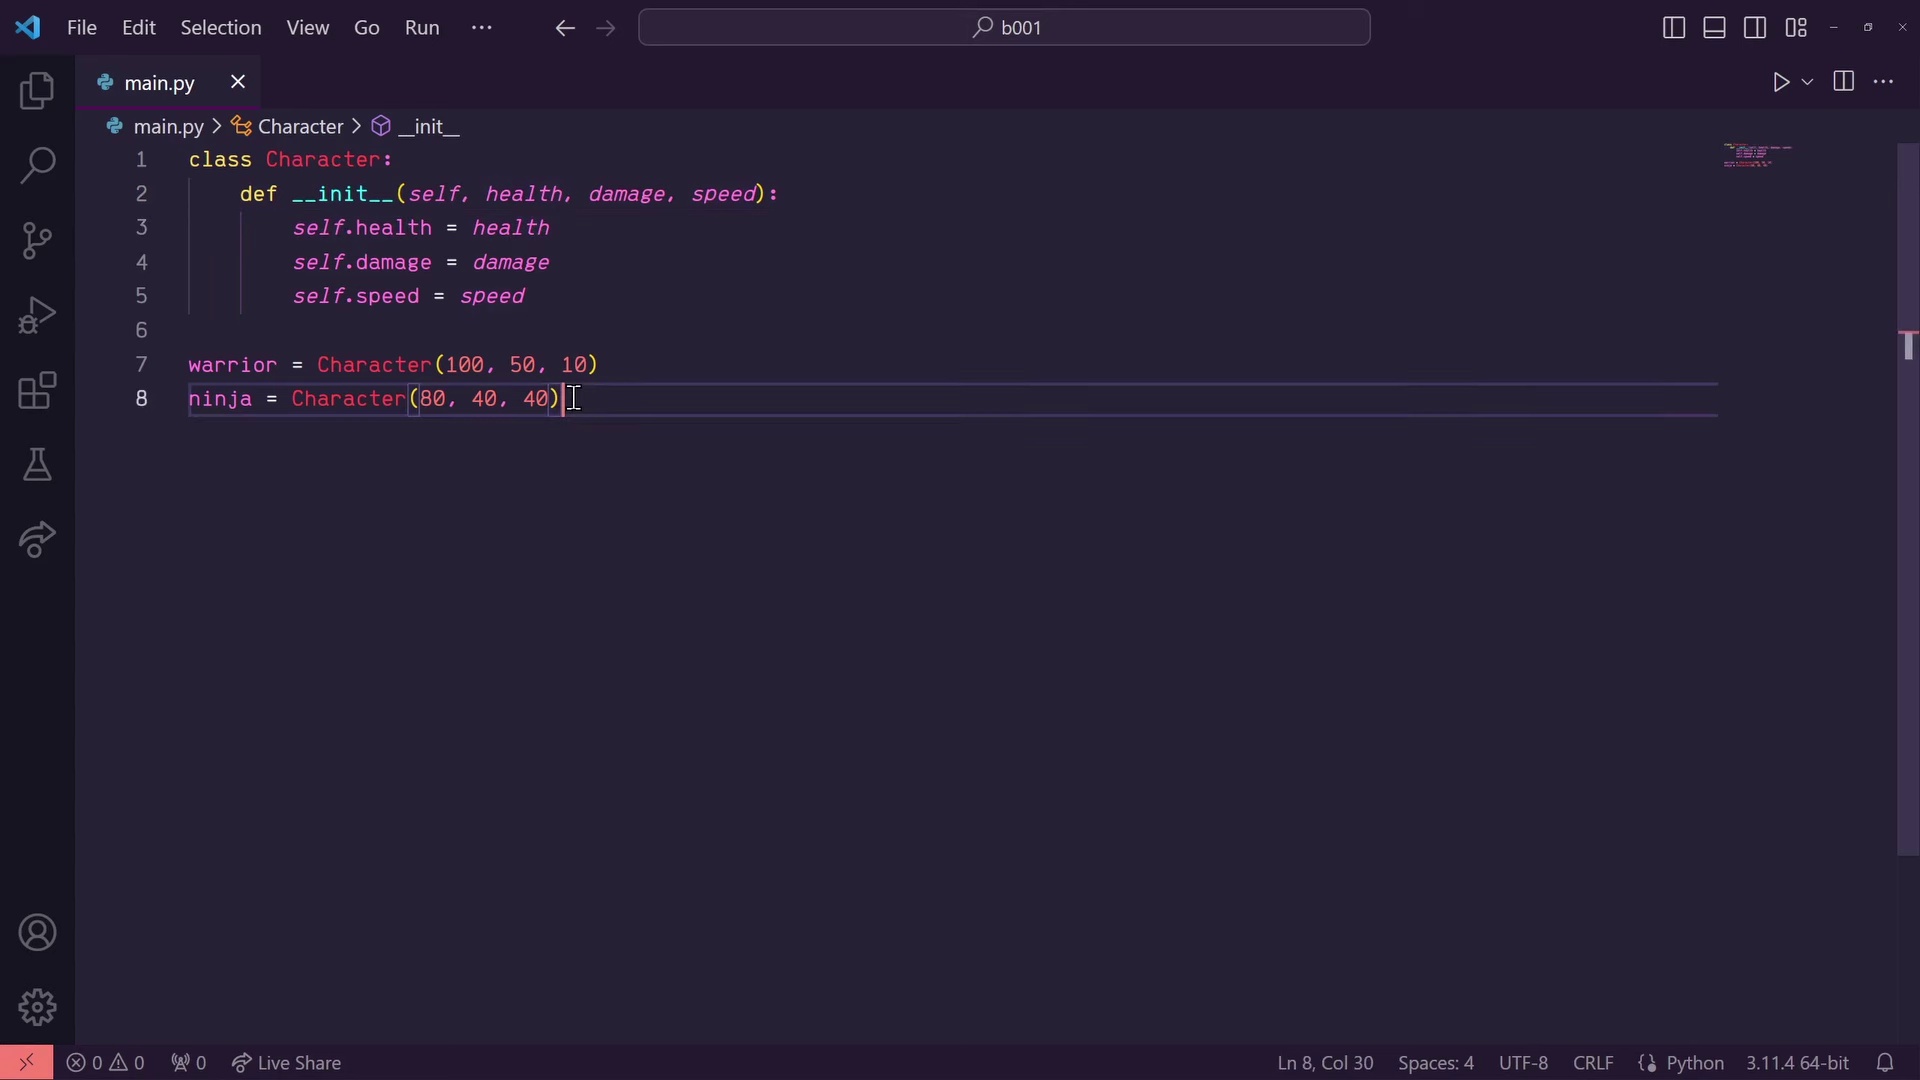 File Edit Selection View Go Run ··· b001
main.py
main.py > Character > __init__
1 class Character:
2     def __init__(self, health, damage, speed):
3         self.health = health
4         self.damage = damage
5         self.speed = speed
6
7 warrior = Character(100, 50, 10)
8 ninja = Character(80, 40, 40)
0 0 0 Live Share Ln 8, Col 30 Spaces: 4 UTF-8 CRLF Python 3.11.4 64-bit